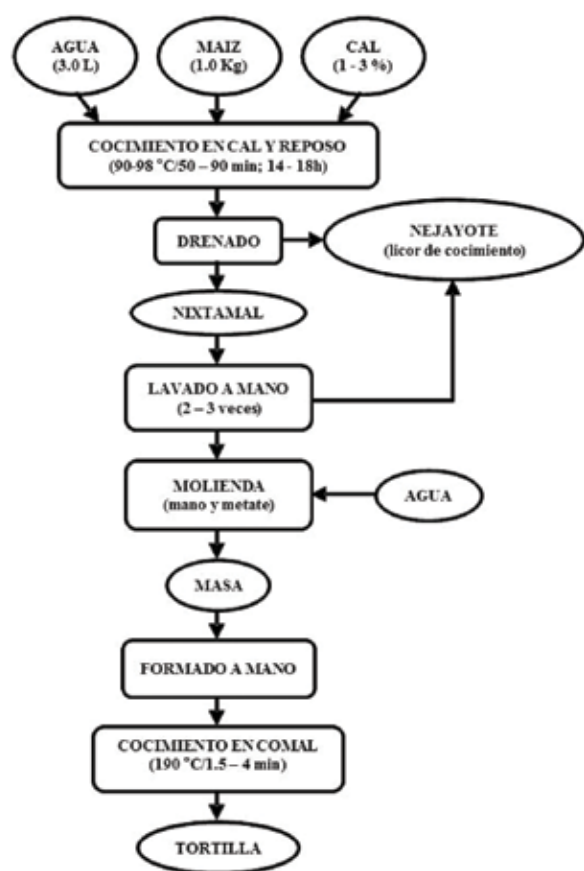 AGUA
(3.0 L)
MAIZ
(1.0 Kg)
CAL
(1 - 3 %)
COCIMIENTO EN CAL Y REPOSO
(90-98 °C/50 – 90 min; 14 - 18h)
DRENADO
NEJAYOTE
(licor de cocimiento)
NIXTAMAL
LAVADO A MANO
(2 – 3 veces)
MOLIENDA
(mano y metate)
AGUA
MASA
FORMADO A MANO
COCIMIENTO EN COMAL
(190 °C/1.5 – 4 min)
TORTILLA